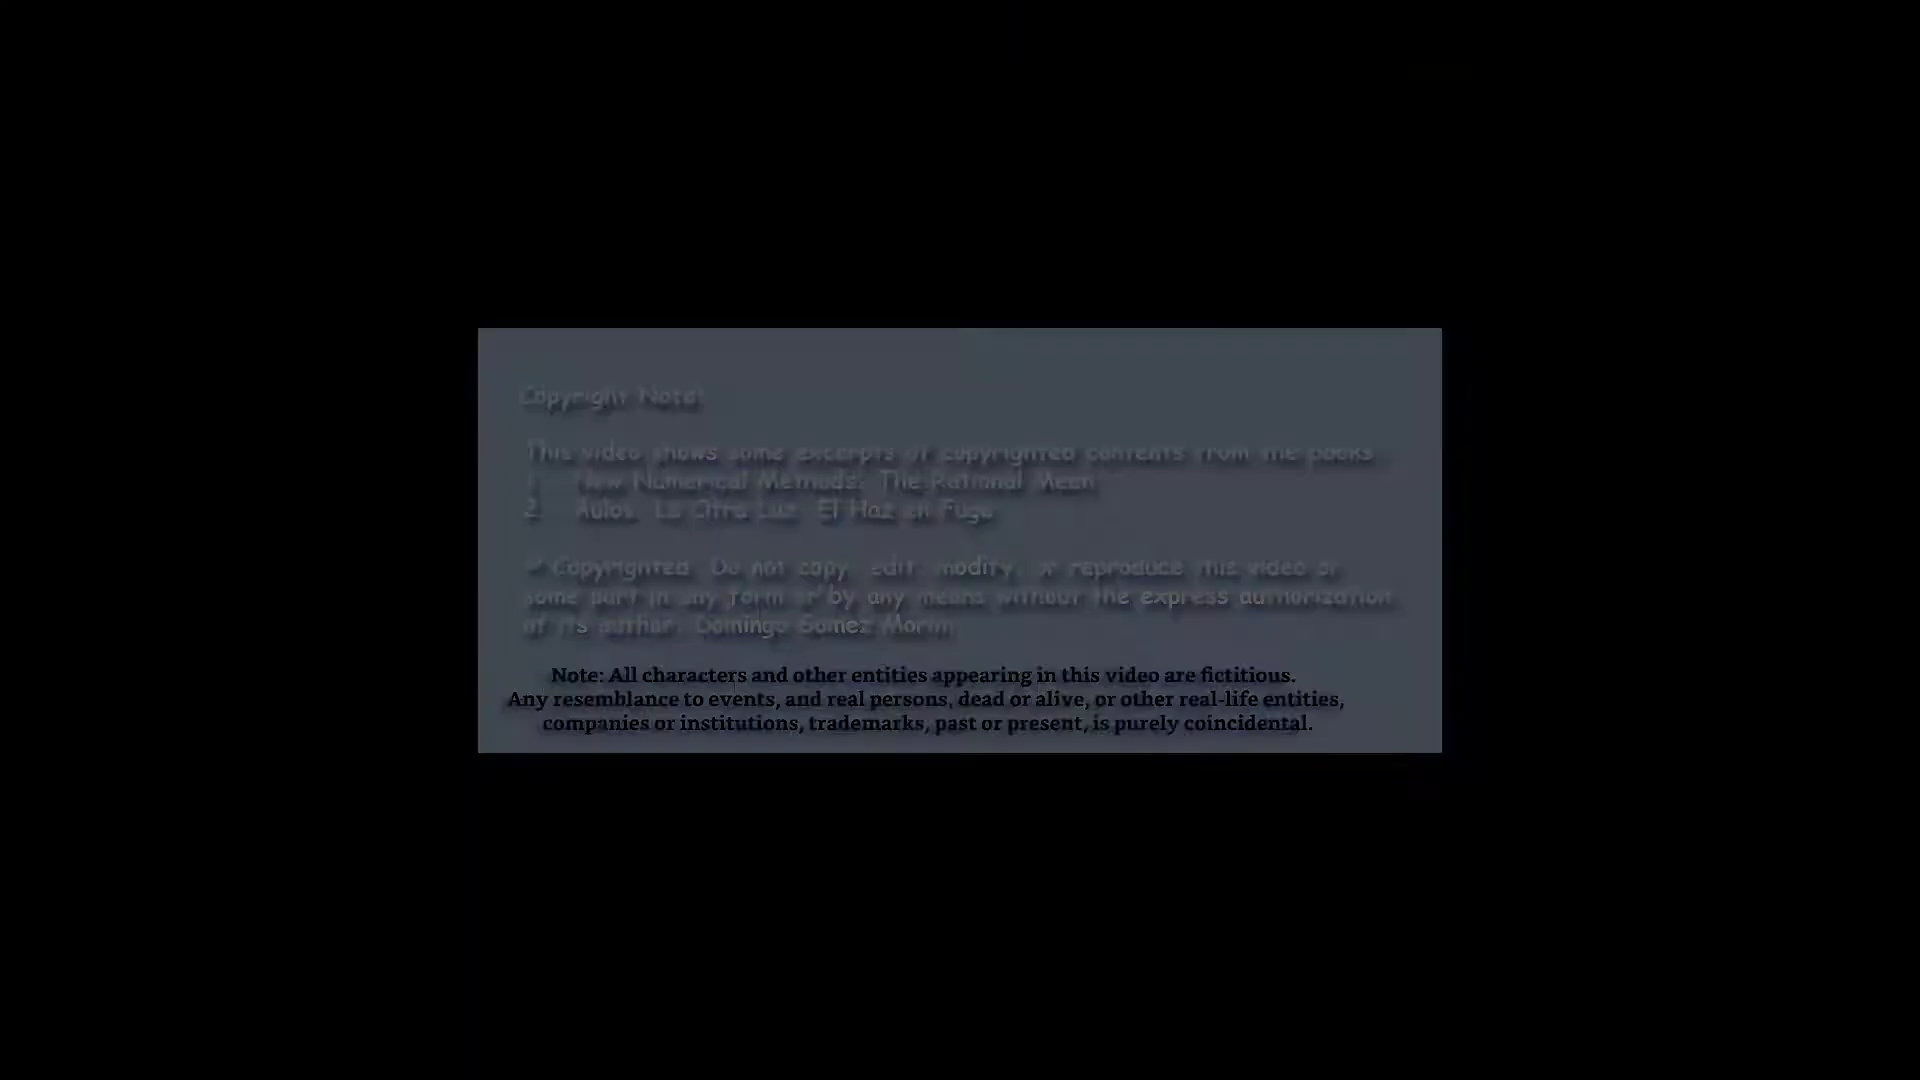 Copyright Note:
This video shows some excerpts of copyrighted contents from the books
1. New Numerical Methods: The Rational Mean
2. Aulos. La Otra Luz. El Haz en Fuga
Copyrighted. Do not copy, edit, modify, or reproduce this video or
some part in any form or by any means without the express authorization
of its author: Domingo Gomez Morin.
Note: All characters and other entities appearing in this video are fictitious.
Any resemblance to events, and real persons, dead or alive, or other real-life entities,
companies or institutions, trademarks, past or present, is purely coincidental.